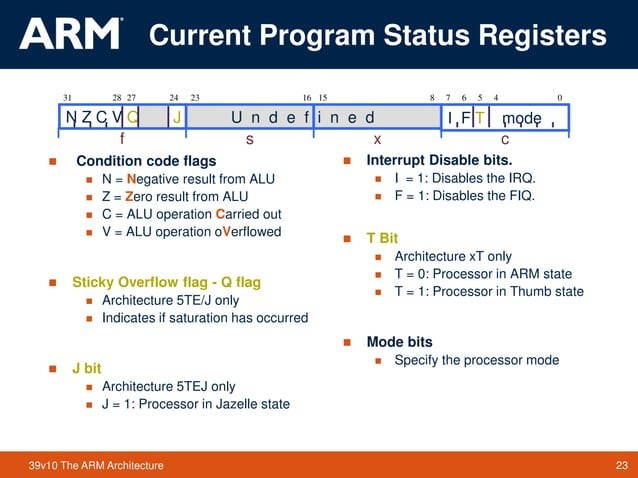 ARM Current Program Status Registers
31 28 27 24 23 16 15 8 7 6 5 4 0
N Z C V Q J U n d e f i n e d I F T mode
f s x c
Condition code flags
N = Negative result from ALU
Z = Zero result from ALU
C = ALU operation Carried out
V = ALU operation oVerflowed
Sticky Overflow flag - Q flag
Architecture 5TE/J only
Indicates if saturation has occurred
J bit
Architecture 5TEJ only
J = 1: Processor in Jazelle state
Interrupt Disable bits.
I = 1: Disables the IRQ.
F = 1: Disables the FIQ.
T Bit
Architecture xT only
T = 0: Processor in ARM state
T = 1: Processor in Thumb state
Mode bits
Specify the processor mode
39v10 The ARM Architecture 23